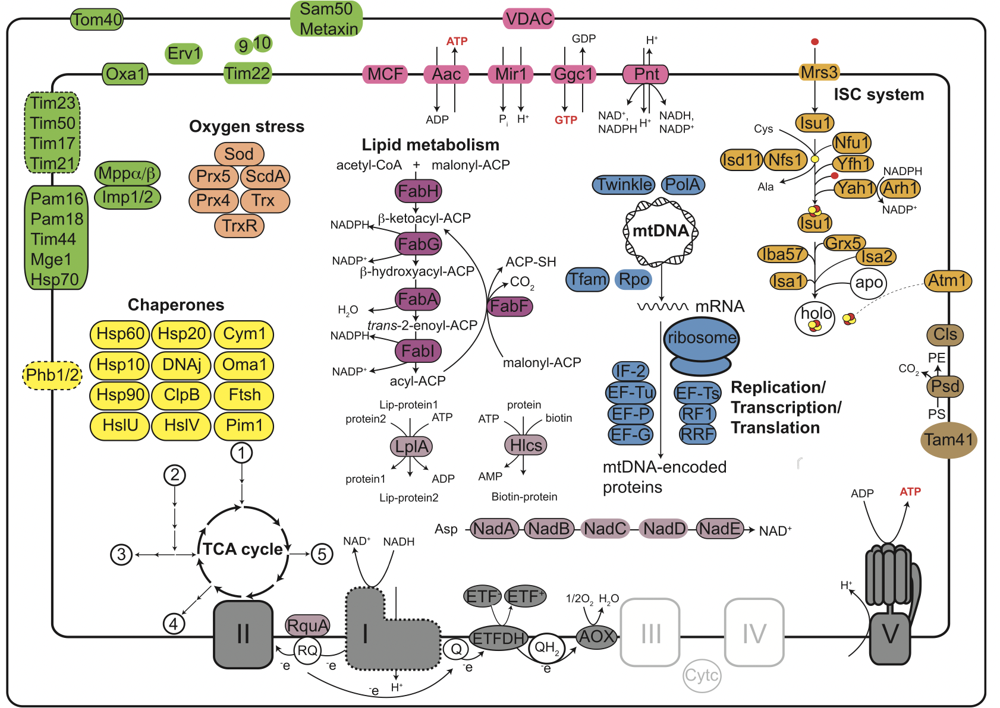 Tom40
Sam50
Metaxin
VDAC
Erv1
9
10
Oxa1
Tim22
MCF
Aac
ATP
ADP
Mir1
Pi
H+
Ggc1
GDP
GTP
Pnt
H+
NAD+,
NADPH
H+
NADH,
NADP+
Mrs3
ISC system
Tim23
Tim50
Tim17
Tim21
Pam16
Pam18
Tim44
Mge1
Hsp70
Mppα/β
Imp1/2
Oxygen stress
Sod
Prx5
ScdA
Prx4
Trx
TrxR
Lipid metabolism
acetyl-CoA + malonyl-ACP
FabH
β-ketoacyl-ACP
NADPH
FabG
NADP+
β-hydroxyacyl-ACP
FabA
H2O
trans-2-enoyl-ACP
NADPH
FabI
NADP+
acyl-ACP
ACP-SH
CO2
FabF
malonyl-ACP
Twinkle
PolA
mtDNA
Tfam
Rpo
mRNA
ribosome
IF-2
EF-Tu
EF-P
EF-G
EF-Ts
RF1
RRF
Replication/
Transcription/
Translation
mtDNA-encoded
proteins
Isu1
Cys
Nfu1
Isd11
Nfs1
Yfh1
Ala
Yah1
NADPH
Arh1
NADP+
Isu1
Grx5
Iba57
Isa2
Isa1
apo
holo
Atm1
Cls
PE
CO2
Psd
PS
Tam41
Chaperones
Hsp60
Hsp20
Cym1
Hsp10
DNAj
Oma1
Hsp90
ClpB
Ftsh
HslU
HslV
Pim1
Phb1/2
Lip-protein1
protein2
ATP
LplA
protein1
ADP
Lip-protein2
protein
ATP
biotin
Hlcs
AMP
Biotin-protein
Asp
NadA
NadB
NadC
NadD
NadE
NAD+
1
2
3
TCA cycle
5
4
II
RquA
RQ
-e
-e
-e
NAD+
NADH
I
H+
Q
-e
ETF-
ETF+
ETFDH
QH2
-e
1/2O2
H2O
AOX
III
Cytc
IV
ADP
ATP
H+
V